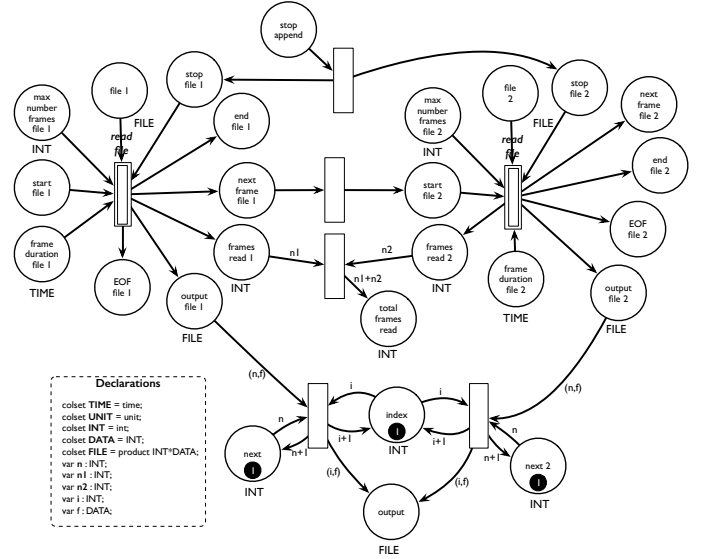 stop
append
stop
file 1
stop
file 2
file 1
FILE
max
number
frames
file 1
INT
read
file
end
file 1
start
file 1
next
frame
file 1
frame
duration
file 1
TIME
EOF
file 1
frames
read 1
INT
output
file 1
FILE
file
2
FILE
max
number
frames
file 2
INT
read
file
next
frame
file 2
end
file 2
start
file 2
EOF
file 2
frames
read 2
INT
frame
duration
file 2
TIME
output
file 2
FILE
n1
n2
n1+n2
total
frames
read
INT
(n,f)
(n,f)
Declarations
colset TIME = time;
colset UNIT = unit;
colset INT = int;
colset DATA = INT;
colset FILE = product INT*DATA;
var n : INT;
var n1 : INT;
var n2 : INT;
var i : INT;
var f : DATA;
i
i
index
1
INT
i+1
i+1
n
n+1
next
1
INT
n
n+1
next 2
1
INT
(i,f)
(i,f)
output
FILE